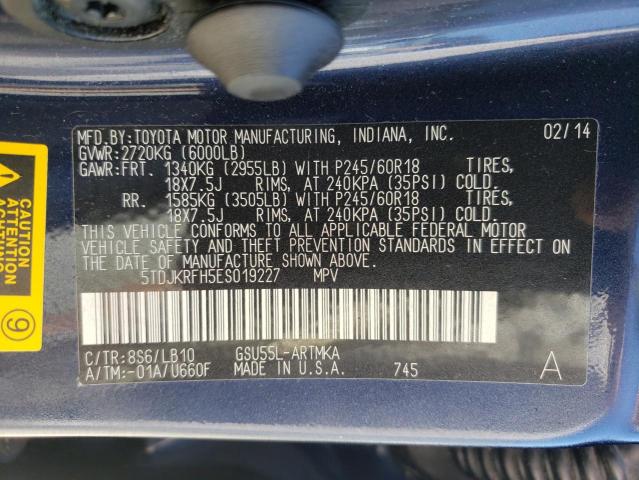 MFD.BY:TOYOTA MOTOR MANUFACTURING, INDIANA, INC. 02/14
GVWR:2720KG (6000LB)
GAWR:FRT. 1340KG (2955LB) WITH P245/60R18 TIRES,
18X7.5J RIMS, AT 240KPA (35PSI) COLD.
RR. 1585KG (3505LB) WITH P245/60R18 TIRES,
18X7.5J RIMS, AT 240KPA (35PSI) COLD.
THIS VEHICLE CONFORMS TO ALL APPLICABLE FEDERAL MOTOR
VEHICLE SAFETY AND THEFT PREVENTION STANDARDS IN EFFECT ON
THE DATE OF MANUFACTURE SHOWN ABOVE.
5TDJKRFH5ES019227 MPV
C/TR:8S6/LB10 GSU55L-ARTMKA
A/TM:-01A/U660F MADE IN U.S.A. 745 A
CAUTION
9